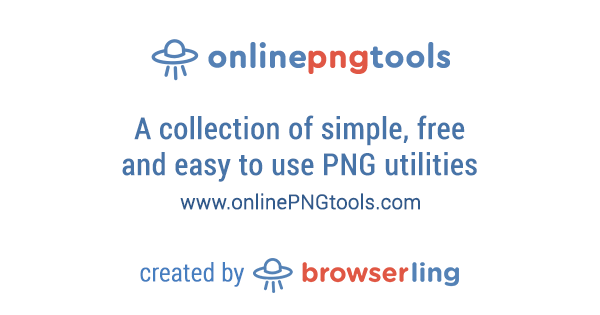 onlinepngtools
A collection of simple, free
and easy to use PNG utilities
www.onlinePNGtools.com
created by browserling